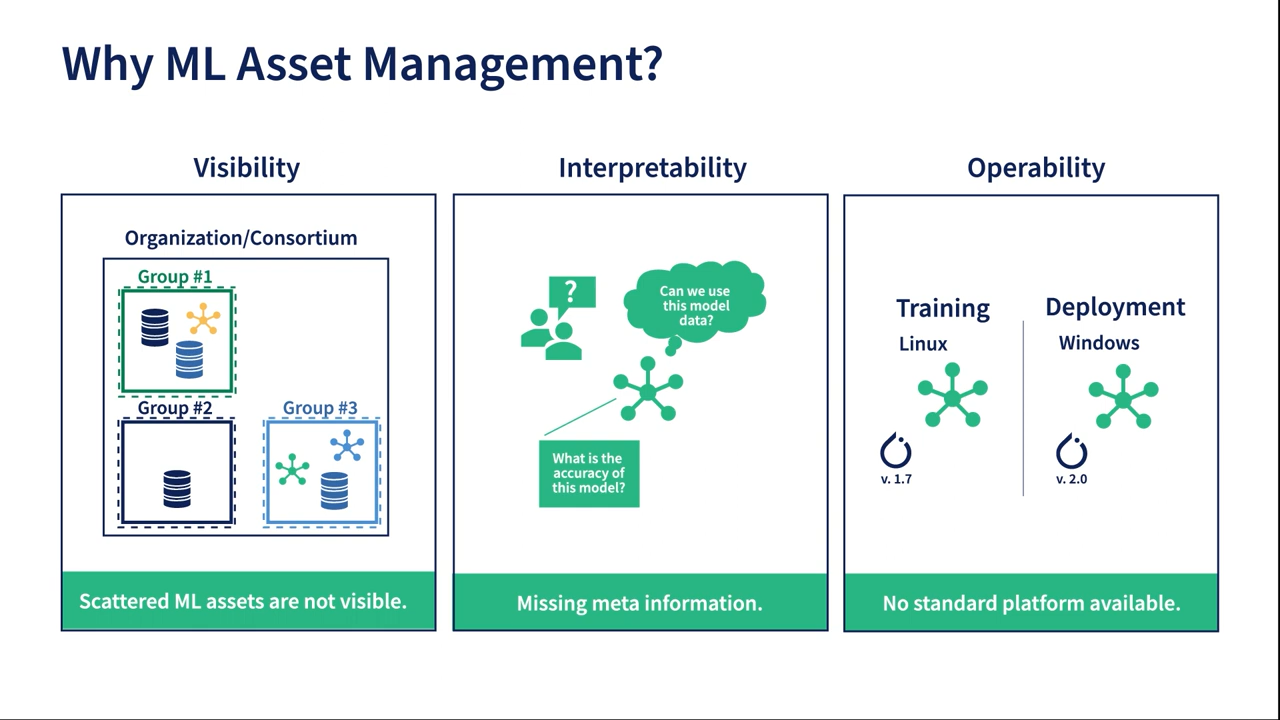 Why ML Asset Management?
Visibility
Organization/Consortium
Group #1
Group #2
Group #3
Scattered ML assets are not visible.
Interpretability
?
Can we use
this model
data?
What is the
accuracy of
this model?
Missing meta information.
Operability
Training
Linux
v. 1.7
Deployment
Windows
v. 2.0
No standard platform available.